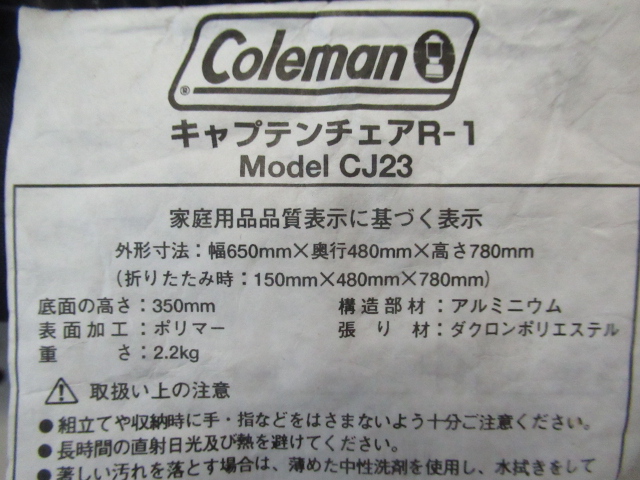 Coleman
®
キャプテンチェアR-1
Model CJ23
家庭用品品質表示に基づく表示
外形寸法：幅650mm×奥行480mm×高さ780mm
（折りたたみ時：150mm×480mm×780mm）
底面の高さ：350mm 構造部材：アルミニウム
表面加工：ポリマー 張り材：ダクロンポリエステル
重さ：2.2kg
取扱い上の注意
●組立てや収納時に手・指などをはさまないよう十分ご注意ください。
●長時間の直射日光及び熱を避けてください。
●著しい汚れを落とす場合は、薄めた中性洗剤を使用し、水拭きをして